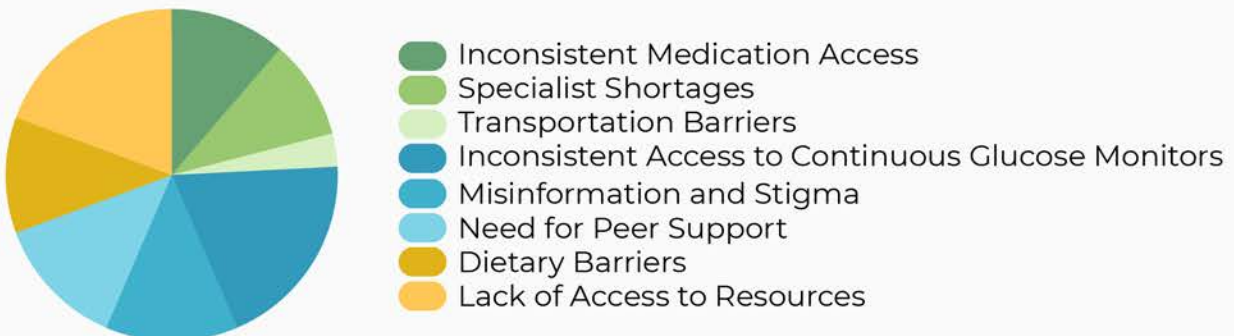 Inconsistent Medication Access
Specialist Shortages
Transportation Barriers
Inconsistent Access to Continuous Glucose Monitors
Misinformation and Stigma
Need for Peer Support
Dietary Barriers
Lack of Access to Resources